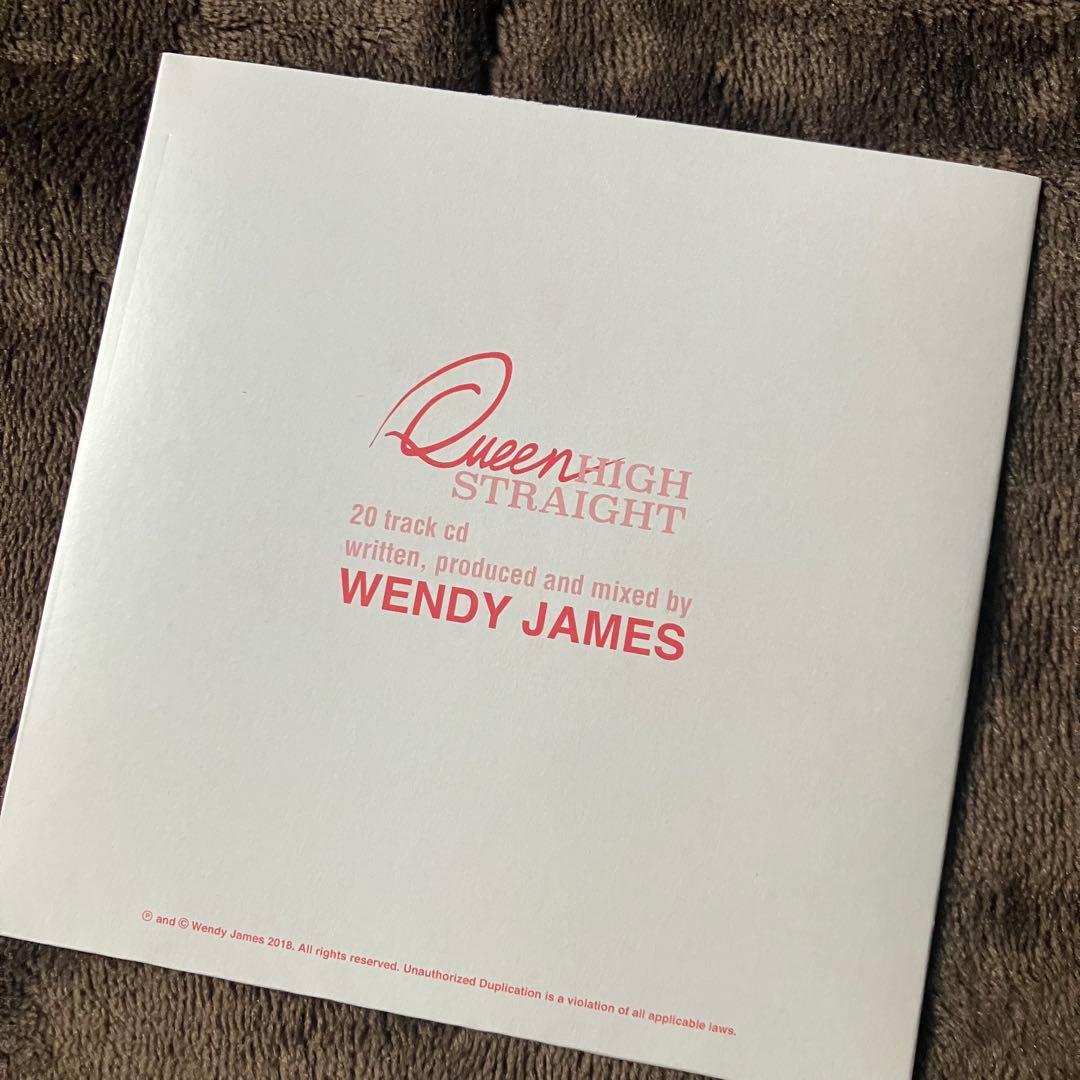 Queen HIGH
STRAIGHT
20 track cd
written, produced and mixed by
WENDY JAMES
℗ and © Wendy James 2018. All rights reserved. Unauthorized Duplication is a violation of all applicable laws.